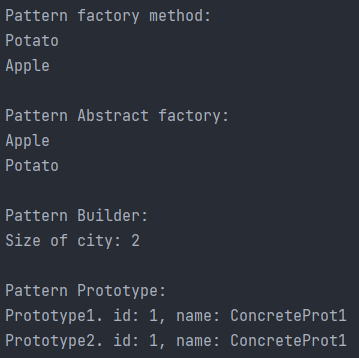 Pattern factory method:
Potato
Apple
Pattern Abstract factory:
Apple
Potato
Pattern Builder:
Size of city: 2
Pattern Prototype:
Prototype1. id: 1, name: ConcreteProt1
Prototype2. id: 1, name: ConcreteProt1